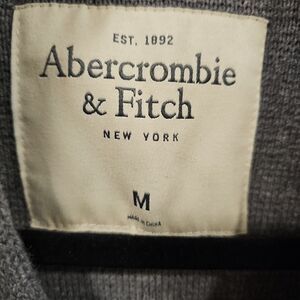 EST. 1892
Abercrombie
& Fitch
NEW YORK
M
MADE IN CHINA